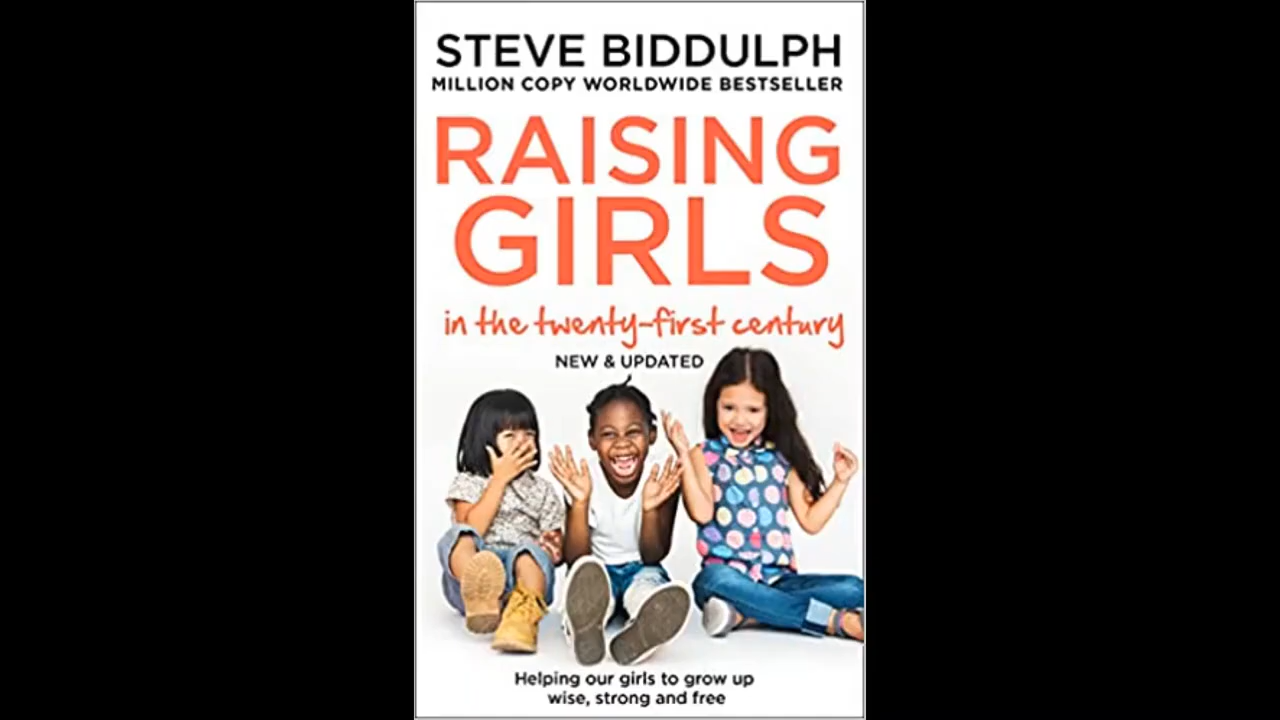 STEVE BIDDULPH
MILLION COPY WORLDWIDE BESTSELLER
RAISING
GIRLS
in the twenty-first century
NEW & UPDATED
Helping our girls to grow up
wise, strong and free